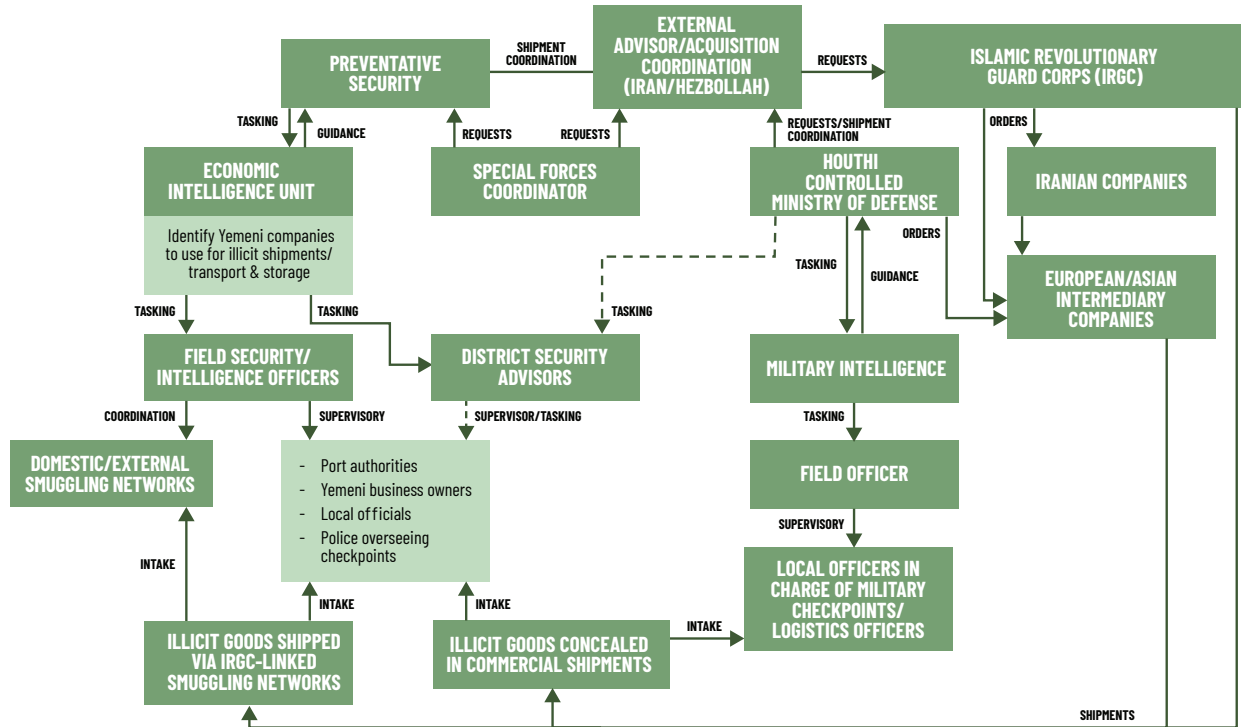 PREVENTATIVE
SECURITY
SHIPMENT
COORDINATION
EXTERNAL
ADVISOR/ACQUISITION
COORDINATION
(IRAN/HEZBOLLAH)
REQUESTS
ISLAMIC REVOLUTIONARY
GUARD CORPS (IRGC)
TASKING
GUIDANCE
REQUESTS
REQUESTS
REQUESTS/SHIPMENT
COORDINATION
ORDERS
ECONOMIC
INTELLIGENCE UNIT
Identify Yemeni companies
to use for illicit shipments/
transport & storage
SPECIAL FORCES
COORDINATOR
HOUTHI
CONTROLLED
MINISTRY OF DEFENSE
IRANIAN COMPANIES
ORDERS
TASKING
GUIDANCE
EUROPEAN/ASIAN
INTERMEDIARY
COMPANIES
TASKING
TASKING
TASKING
FIELD SECURITY/
INTELLIGENCE OFFICERS
DISTRICT SECURITY
ADVISORS
MILITARY INTELLIGENCE
COORDINATION
SUPERVISORY
SUPERVISOR/TASKING
TASKING
DOMESTIC/EXTERNAL
SMUGGLING NETWORKS
- Port authorities
- Yemeni business owners
- Local officials
- Police overseeing
checkpoints
FIELD OFFICER
SUPERVISORY
LOCAL OFFICERS IN
CHARGE OF MILITARY
CHECKPOINTS/
LOGISTICS OFFICERS
INTAKE
INTAKE
INTAKE
INTAKE
ILLICIT GOODS SHIPPED
VIA IRGC-LINKED
SMUGGLING NETWORKS
ILLICIT GOODS CONCEALED
IN COMMERCIAL SHIPMENTS
SHIPMENTS